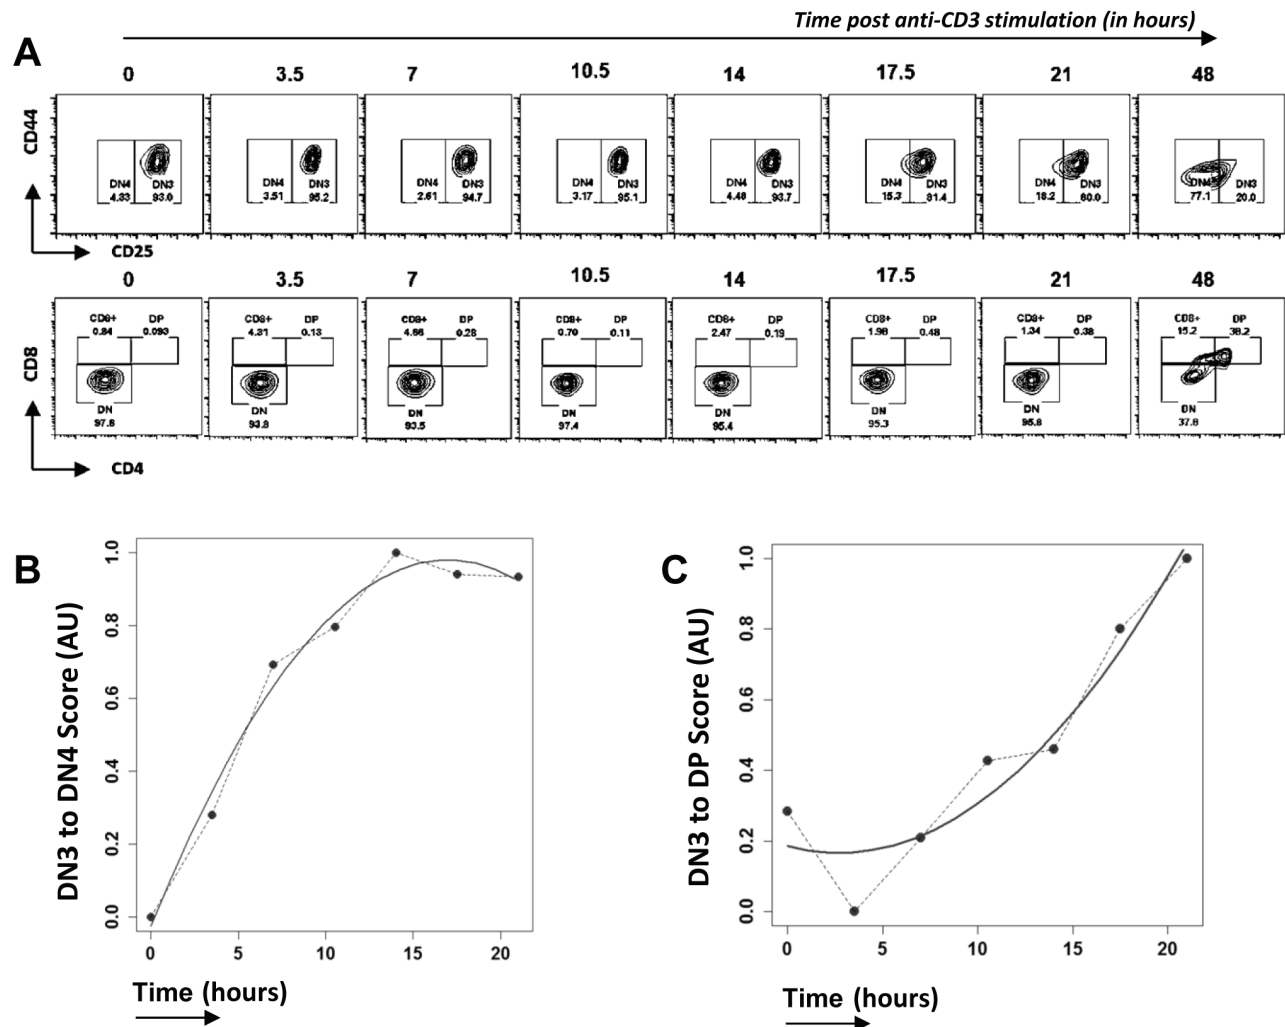 Time post anti-CD3 stimulation (in hours)
A
0 3.5 7 10.5 14 17.5 21 48
CD44
DN4 DN3 DN4 DN3 DN4 DN3 DN4 DN3 DN4 DN3 DN4 DN3 DN4 DN3 DN4 DN3
4.33 93.0 3.51 95.2 2.61 94.7 3.17 95.1 4.48 93.7 15.3 81.4 18.2 80.0 77.1 20.0
CD25
0 3.5 7 10.5 14 17.5 21 48
CD8+ DP CD8+ DP CD8+ DP CD8+ DP CD8+ DP CD8+ DP CD8+ DP CD8+ DP
0.84 0.093 4.31 0.13 4.66 0.28 0.70 0.11 2.47 0.19 1.98 0.48 1.34 0.38 15.2 38.2
CD8
DN DN DN DN DN DN DN DN
97.6 93.8 93.5 97.4 95.4 95.3 95.8 37.8
CD4
B
DN3 to DN4 Score (AU)
1.0
0.8
0.6
0.4
0.2
0.0
0 5 10 15 20
Time (hours)
C
DN3 to DP Score (AU)
1.0
0.8
0.6
0.4
0.2
0.0
0 5 10 15 20
Time (hours)